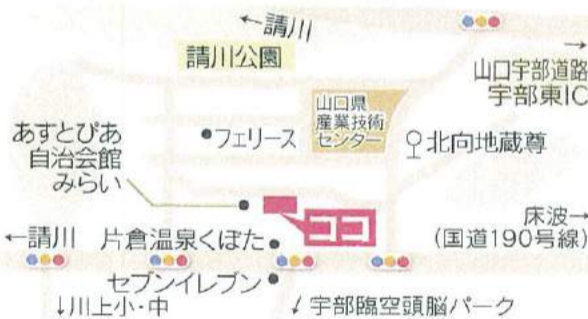 ←請川
請川公園
→
山口宇部道路
宇部東IC
山口県
産業技術
センター
フェリース
北向地蔵尊
あすとぴあ
自治会館
みらい
ココ
床波→
(国道190号線)
←請川
片倉温泉くぼた
セブンイレブン
↓川上小・中
↙宇部臨空頭脳パーク